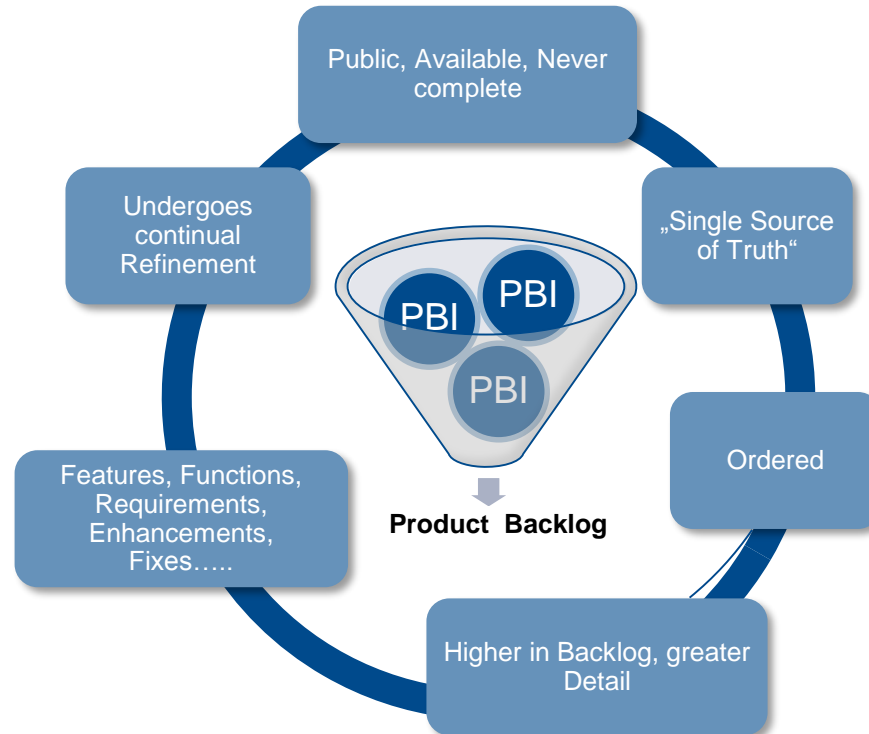 Public, Available, Never
complete
Undergoes
continual
Refinement
„Single Source
of Truth“
PBI
PBI
PBI
Ordered
Features, Functions,
Requirements,
Enhancements,
Fixes…..
Product Backlog
Higher in Backlog, greater
Detail